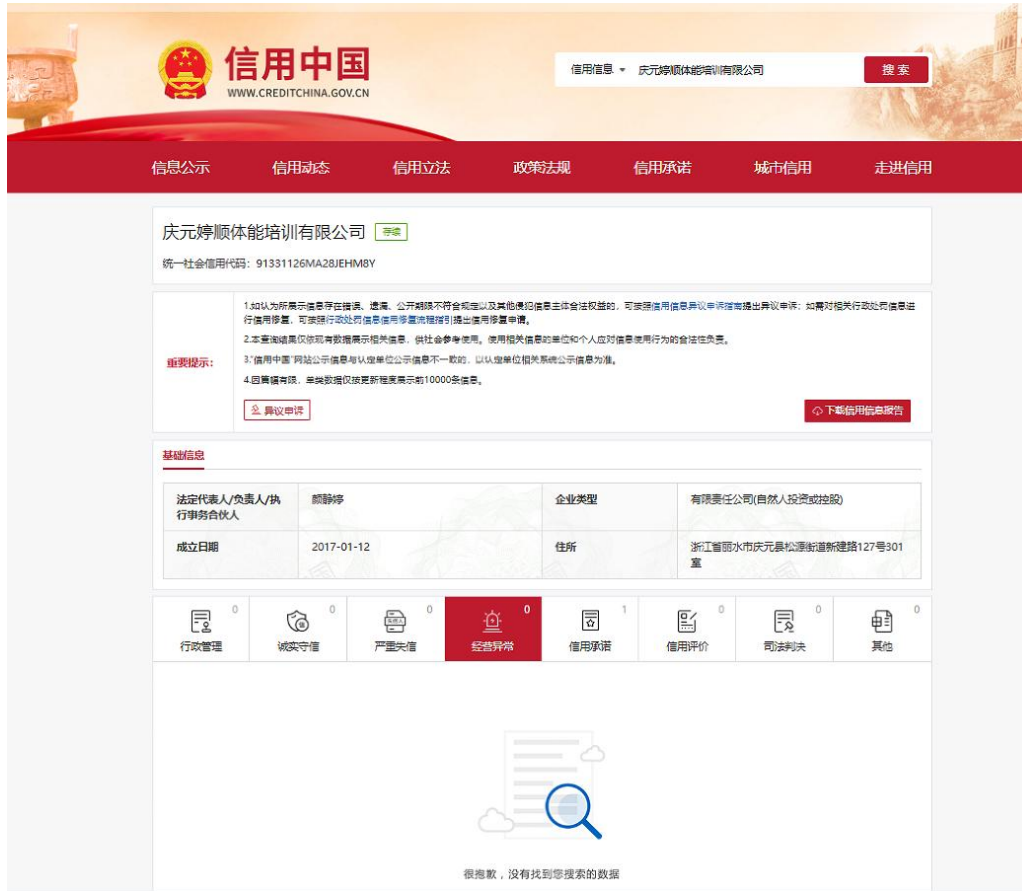 信用中国
WWW.CREDITCHINA.GOV.CN
信用信息 庆元婷顺体能培训有限公司 搜索
信息公示 信用动态 信用立法 政策法规 信用承诺 城市信用 走进信用
庆元婷顺体能培训有限公司 存续
统一社会信用代码：91331126MA28JEHM8Y
重要提示：
1.如认为所展示信息存在错误、遗漏、公开期限不符合规定以及其他侵犯信息主体合法权益的，可按照信用信息异议申诉指南提出异议申诉；如需对相关行政处罚信息进
行信用修复，可按照行政处罚信息信用修复流程指引提出信用修复申请。
2.本查询结果仅依现有数据展示相关信息，供社会参考使用。使用相关信息的单位和个人应对信息使用行为的合法性负责。
3."信用中国"网站公示信息与认定单位公示信息不一致的，以认定单位相关系统公示信息为准。
4.因篇幅有限，单类数据仅按更新程度展示前10000条信息。
异议申诉 下载信用信息报告
基础信息
法定代表人/负责人/执
行事务合伙人
颜静婷
企业类型
有限责任公司(自然人投资或控股)
成立日期
2017-01-12
住所
浙江省丽水市庆元县松源街道新建路127号301
室
0 0 0 0 1 0 0 0
行政管理 诚实守信 严重失信 经营异常 信用承诺 信用评价 司法判决 其他
很抱歉，没有找到您搜索的数据